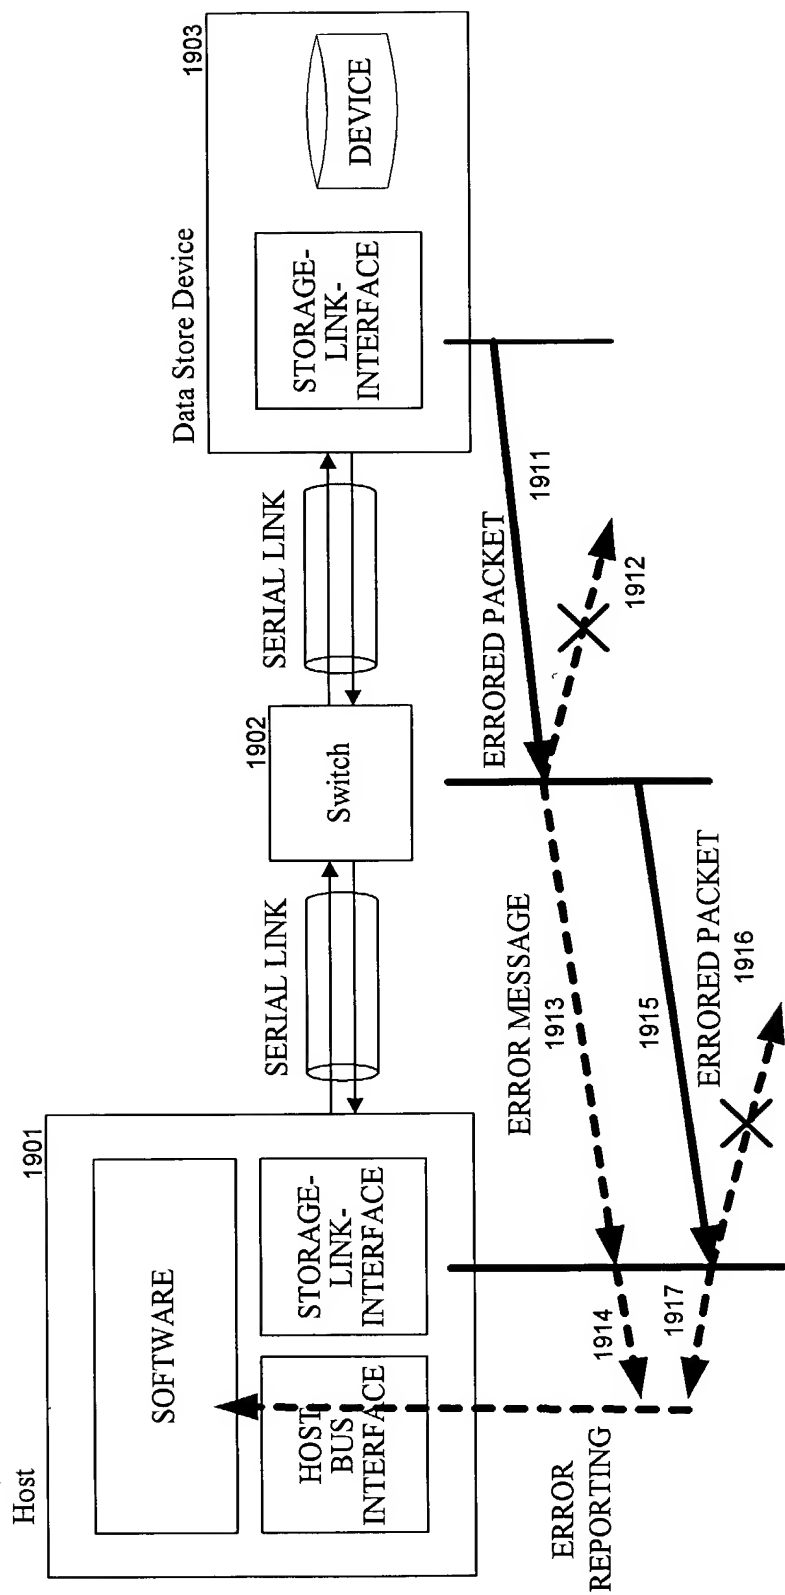 Host
1901
SOFTWARE
HOST
BUS
INTERFACE
STORAGE-
LINK-
INTERFACE
SERIAL LINK
1902
Switch
SERIAL LINK
Data Store Device
1903
STORAGE-
LINK-
INTERFACE
DEVICE
ERRORED PACKET
1911
1912
ERROR MESSAGE
1913
1915
ERRORED PACKET
1916
1914
1917
ERROR
REPORTING